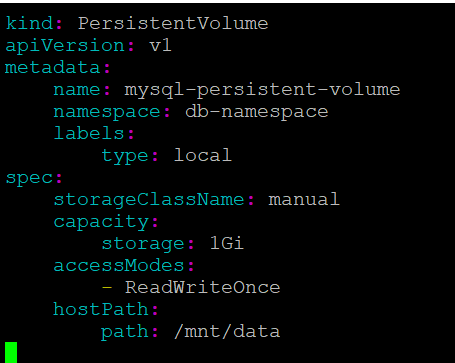 kind: PersistentVolume
apiVersion: v1
metadata:
    name: mysql-persistent-volume
    namespace: db-namespace
    labels:
        type: local
spec:
    storageClassName: manual
    capacity:
        storage: 1Gi
    accessModes:
        - ReadWriteOnce
    hostPath:
        path: /mnt/data